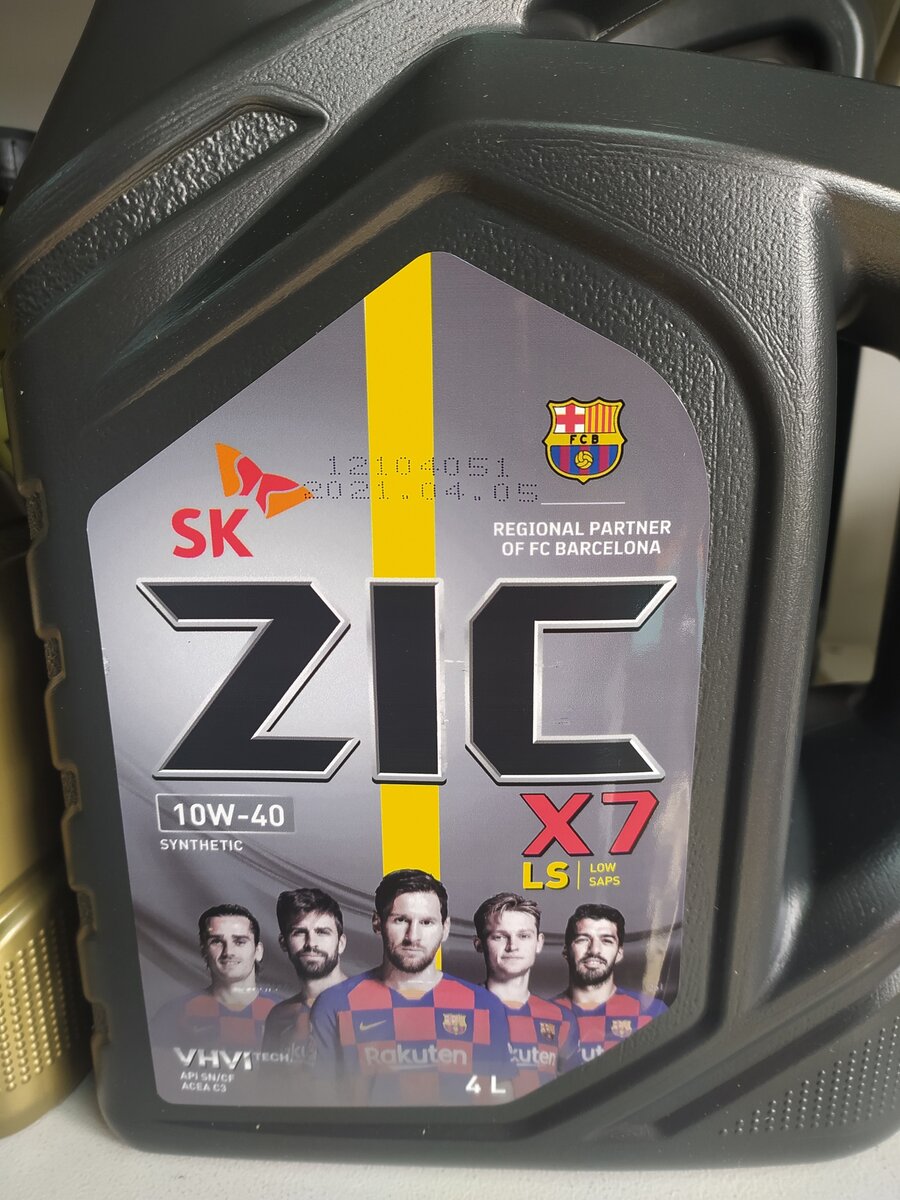 12104051
2021.04.05
FCB
SK
REGIONAL PARTNER
OF FC BARCELONA
ZIC
10W-40
SYNTHETIC
X7
LS LOW
SAPS
Rakuten
VHVI TECH.
API SN/CF
ACEA C3
4 L